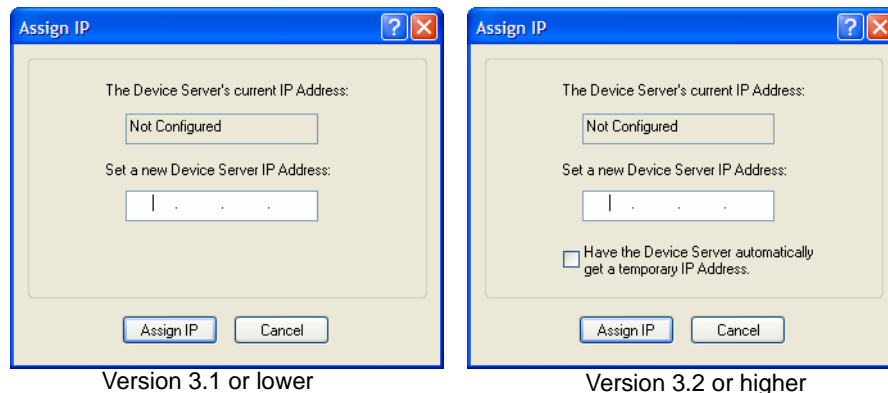 Assign IP
The Device Server's current IP Address:
Not Configured
Set a new Device Server IP Address:
. . .
Assign IP Cancel
Version 3.1 or lower
Assign IP
The Device Server's current IP Address:
Not Configured
Set a new Device Server IP Address:
. . .
Have the Device Server automatically
get a temporary IP Address.
Assign IP Cancel
Version 3.2 or higher